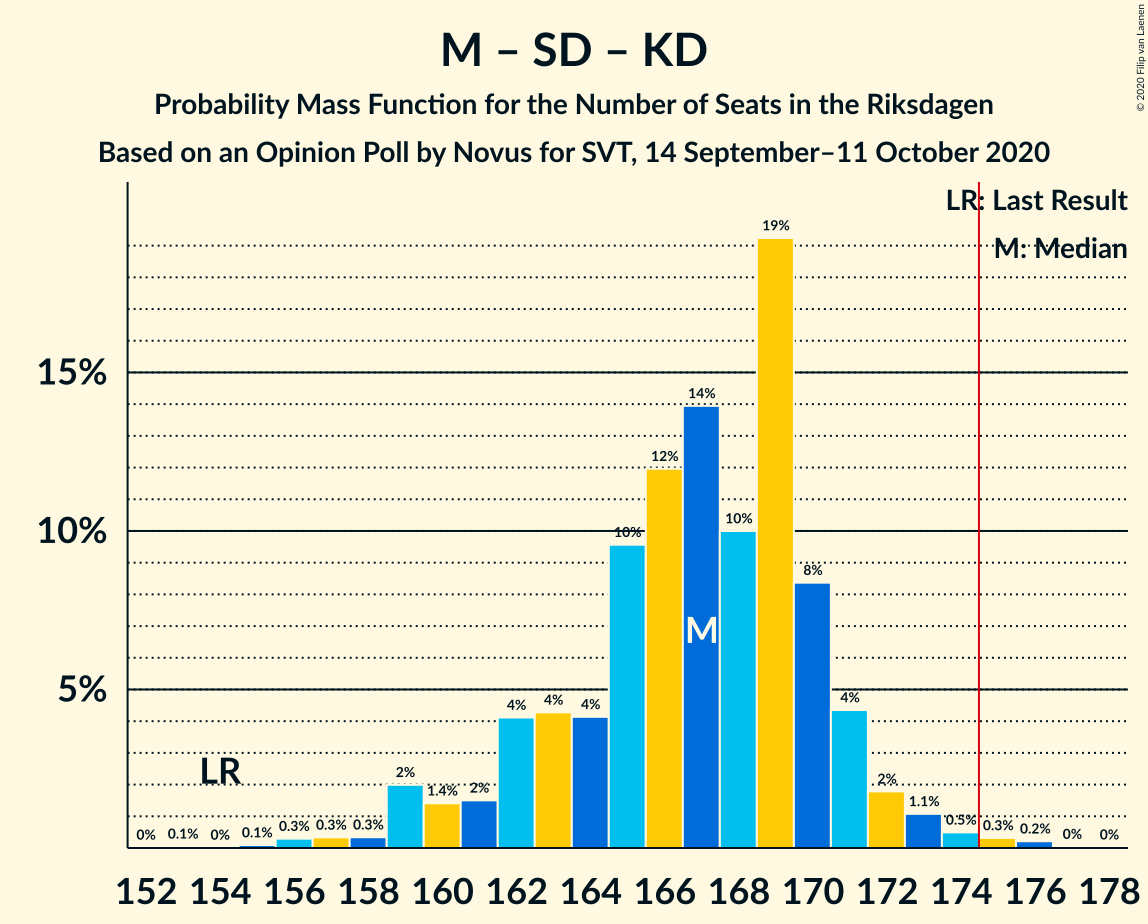 M – SD – KD
Probability Mass Function for the Number of Seats in the Riksdagen
Based on an Opinion Poll by Novus for SVT, 14 September–11 October 2020
© 2020 Filip van Laenen
LR: Last Result
M: Median
15%
10%
5%
LR
M
0% 0.1% 0% 0.1% 0.3% 0.3% 0.3% 2% 1.4% 2% 4% 4% 4% 10% 12% 14% 10% 19% 8% 4% 2% 1.1% 0.5% 0.3% 0.2% 0% 0%
152 154 156 158 160 162 164 166 168 170 172 174 176 178